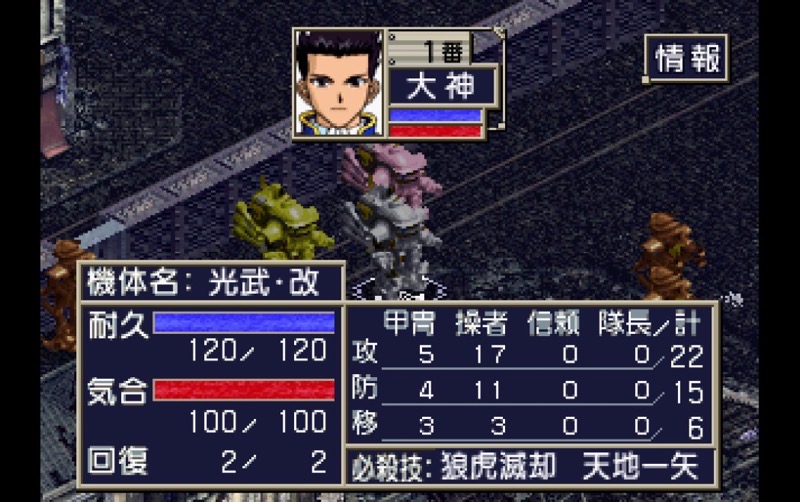 1番
大神
情報
機体名：光武・改
耐久
120／ 120
気合
100／ 100
回復 2／ 2
甲冑 操者 信頼 隊長／計
攻 5 17 0 0／22
防 4 11 0 0／15
移 3 3 0 0／6
必殺技：狼虎滅却 天地一矢